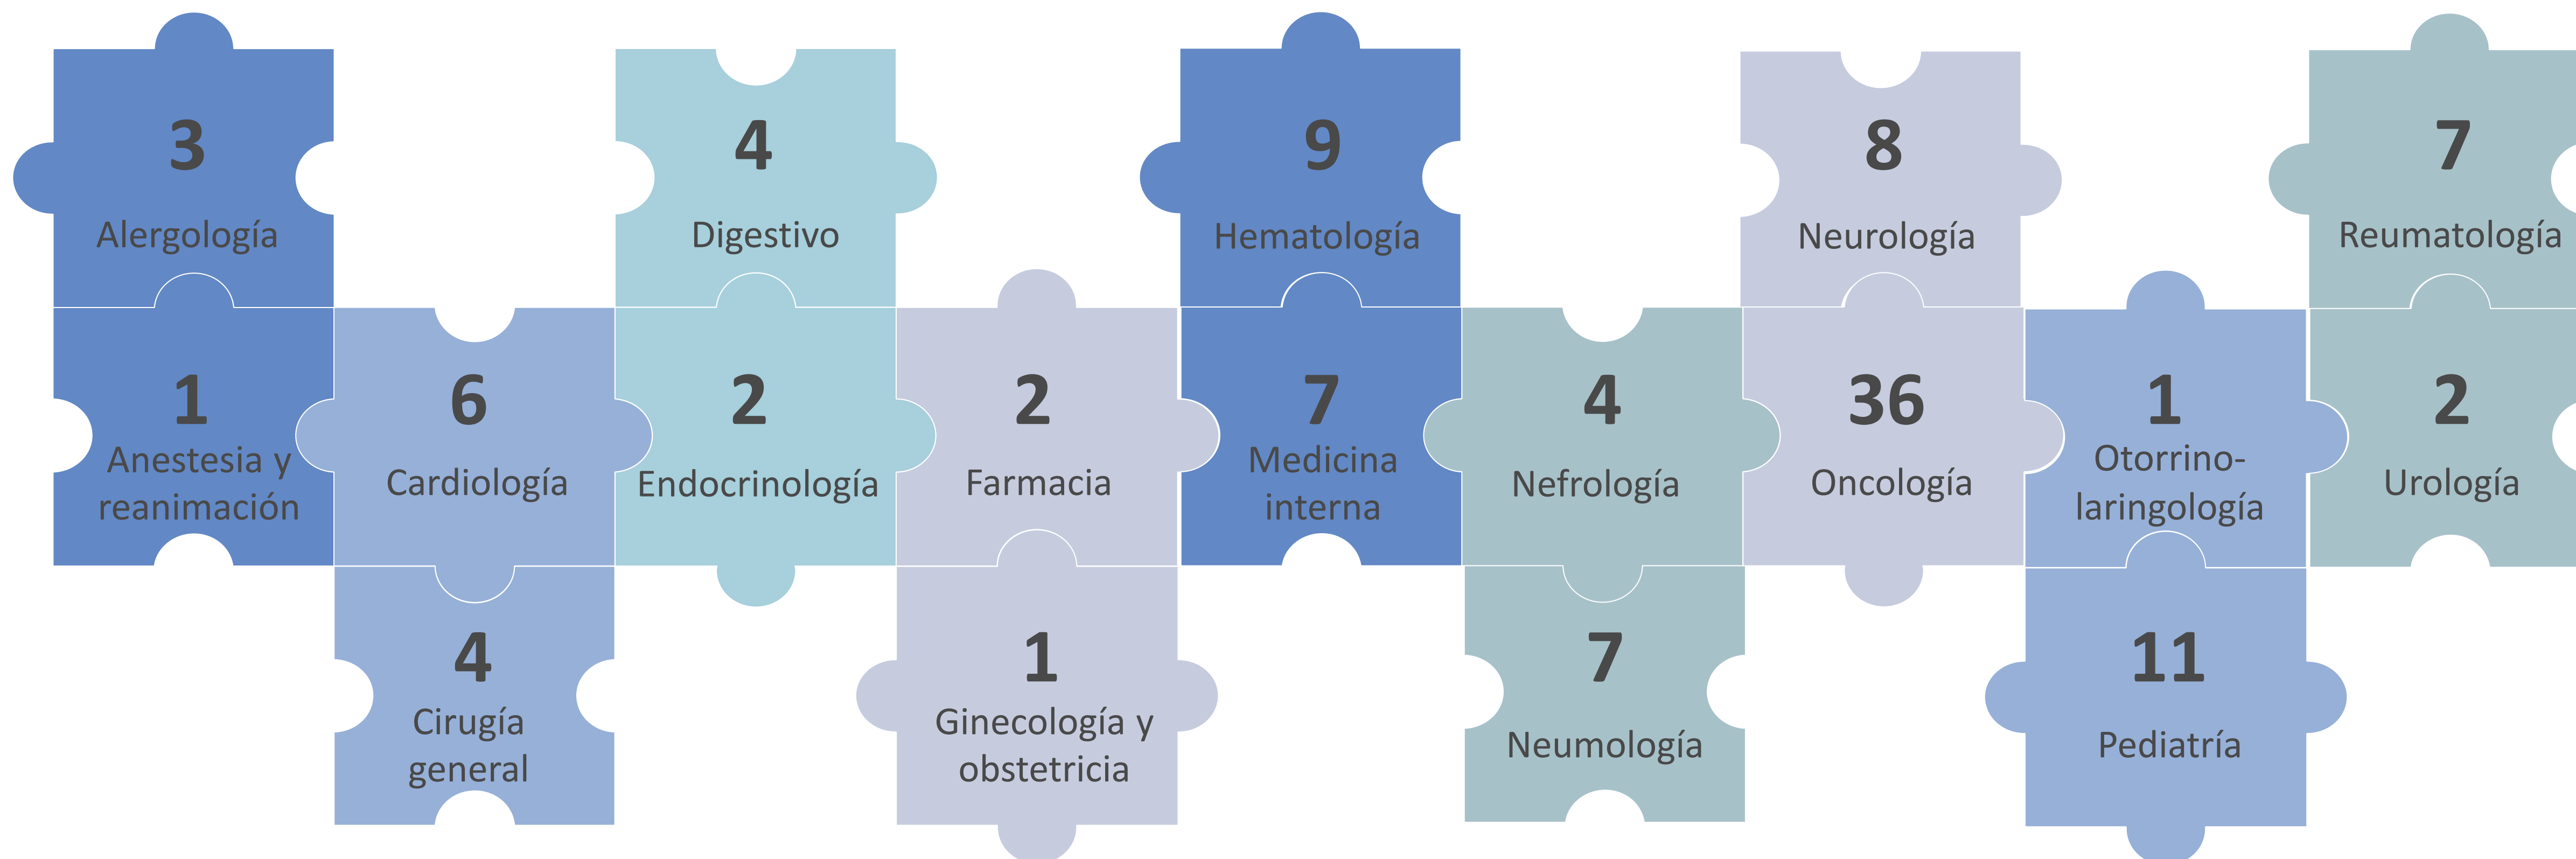 3
Alergología
4
Digestivo
9
Hematología
8
Neurología
7
Reumatología
1
Anestesia y
reanimación
6
Cardiología
2
Endocrinología
2
Farmacia
7
Medicina
interna
4
Nefrología
36
Oncología
1
Otorrino-
laringología
2
Urología
4
Cirugía
general
1
Ginecología y
obstetricia
7
Neumología
11
Pediatría